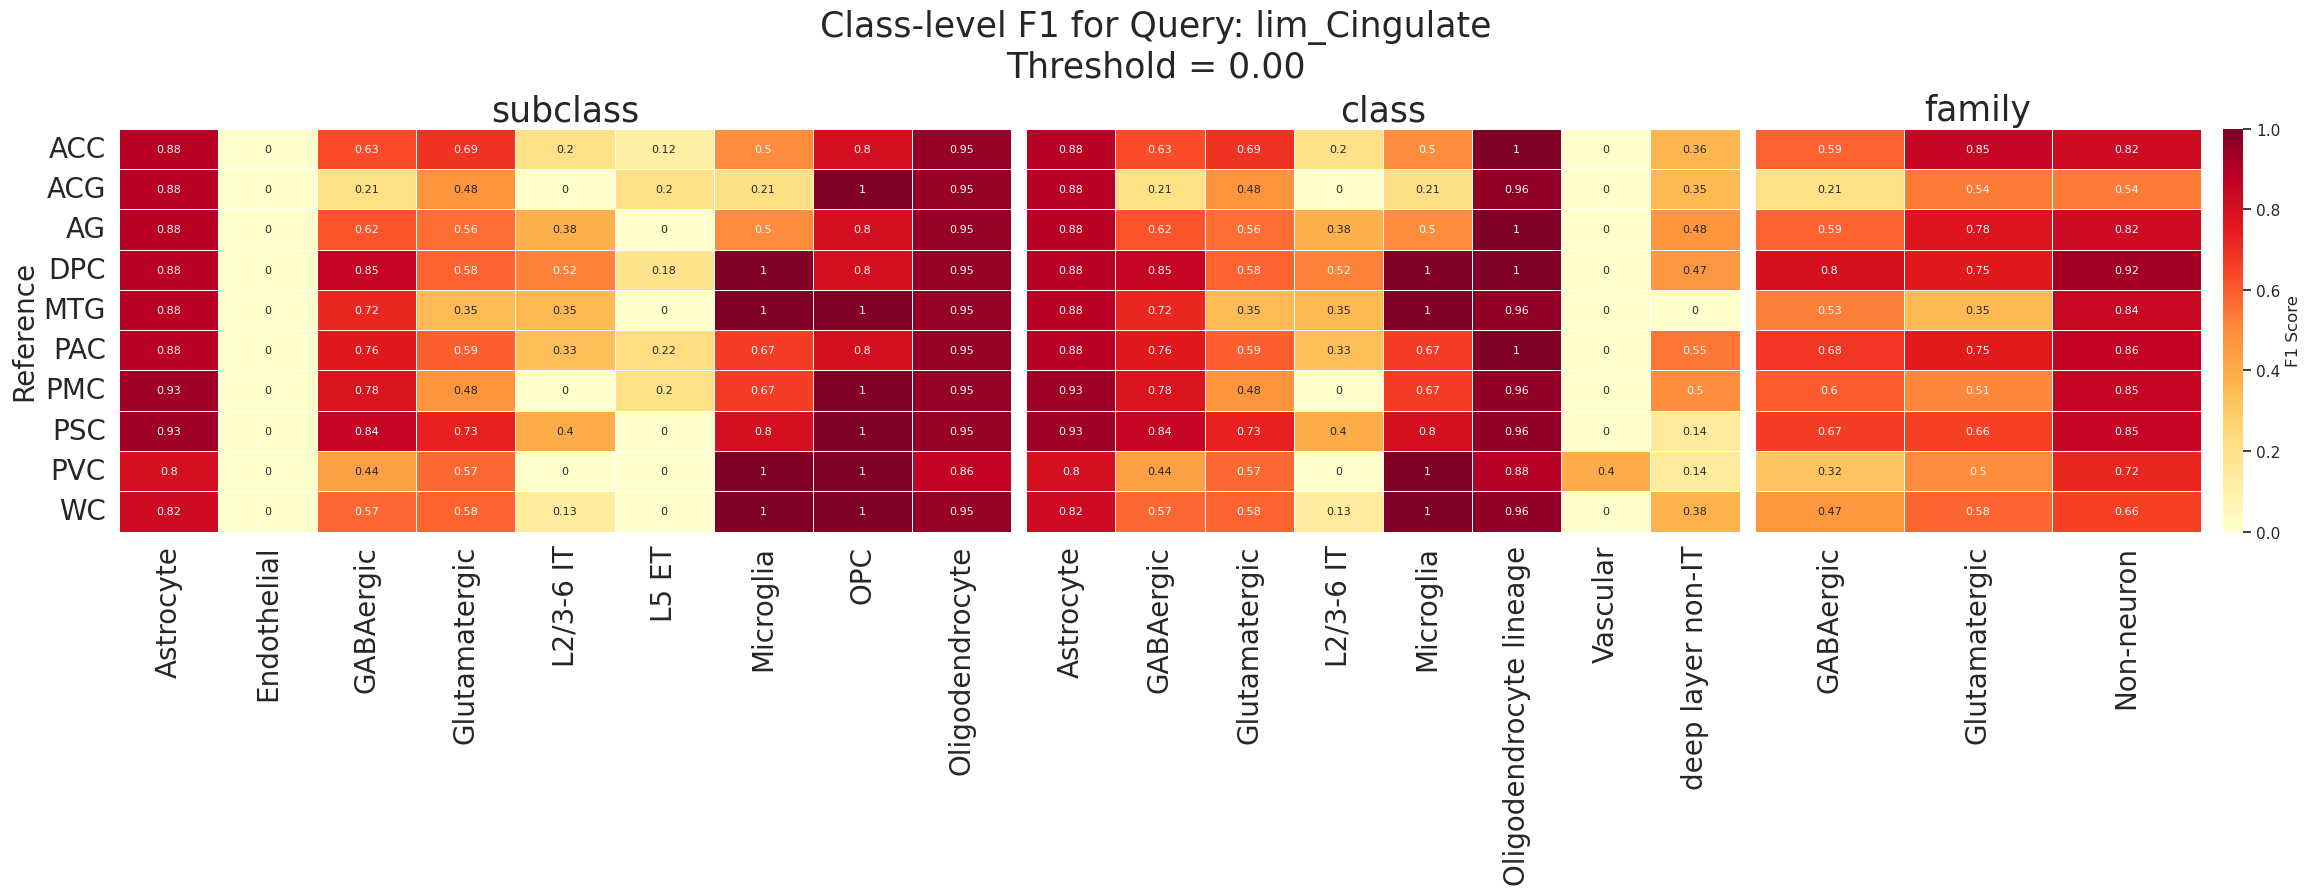 Class-level F1 for Query: lim_Cingulate
Threshold = 0.00
subclass class family
Reference
ACC 0.88 0 0.63 0.69 0.2 0.12 0.5 0.8 0.95 0.88 0.63 0.69 0.2 0.5 1 0 0.36 0.59 0.85 0.82
ACG 0.88 0 0.21 0.48 0 0.2 0.21 1 0.95 0.88 0.21 0.48 0 0.21 0.96 0 0.35 0.21 0.54 0.54
AG 0.88 0 0.62 0.56 0.38 0 0.5 0.8 0.95 0.88 0.62 0.56 0.38 0.5 1 0 0.48 0.59 0.78 0.82
DPC 0.88 0 0.85 0.58 0.52 0.18 1 0.8 0.95 0.88 0.85 0.58 0.52 1 1 0 0.47 0.8 0.75 0.92
MTG 0.88 0 0.72 0.35 0.35 0 1 1 0.95 0.88 0.72 0.35 0.35 1 0.96 0 0 0.53 0.35 0.84
PAC 0.88 0 0.76 0.59 0.33 0.22 0.67 0.8 0.95 0.88 0.76 0.59 0.33 0.67 1 0 0.55 0.68 0.75 0.86
PMC 0.93 0 0.78 0.48 0 0.2 0.67 1 0.95 0.93 0.78 0.48 0 0.67 0.96 0 0.5 0.6 0.51 0.85
PSC 0.93 0 0.84 0.73 0.4 0 0.8 1 0.95 0.93 0.84 0.73 0.4 0.8 0.96 0 0.14 0.67 0.66 0.85
PVC 0.8 0 0.44 0.57 0 0 1 1 0.86 0.8 0.44 0.57 0 1 0.88 0.4 0.14 0.32 0.5 0.72
WC 0.82 0 0.57 0.58 0.13 0 1 1 0.95 0.82 0.57 0.58 0.13 1 0.96 0 0.38 0.47 0.58 0.66
Astrocyte
Endothelial
GABAergic
Glutamatergic
L2/3-6 IT
L5 ET
Microglia
OPC
Oligodendrocyte
Astrocyte
GABAergic
Glutamatergic
L2/3-6 IT
Microglia
Oligodendrocyte lineage
Vascular
deep layer non-IT
GABAergic
Glutamatergic
Non-neuron
1.0
0.8
0.6
0.4
0.2
0.0
F1 Score